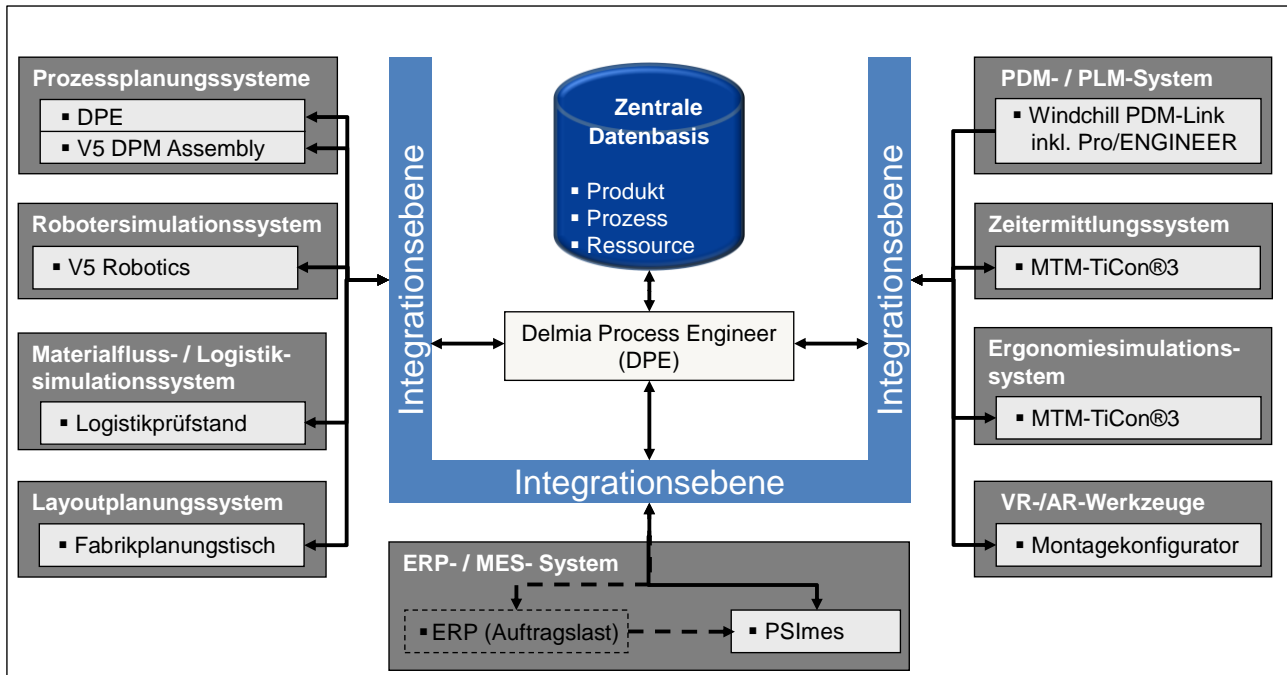 Prozessplanungssysteme
▪ DPE
▪ V5 DPM Assembly
Robotersimulationssystem
▪ V5 Robotics
Materialfluss- / Logistik-
simulationssystem
▪ Logistikprüfstand
Layoutplanungssystem
▪ Fabrikplanungstisch
Integrationsebene
Zentrale
Datenbasis
▪ Produkt
▪ Prozess
▪ Ressource
Delmia Process Engineer
(DPE)
Integrationsebene
Integrationsebene
ERP- / MES- System
▪ ERP (Auftragslast)
▪ PSImes
PDM- / PLM-System
▪ Windchill PDM-Link
inkl. Pro/ENGINEER
Zeitermittlungssystem
▪ MTM-TiCon®3
Ergonomiesimulations-
system
▪ MTM-TiCon®3
VR-/AR-Werkzeuge
▪ Montagekonfigurator